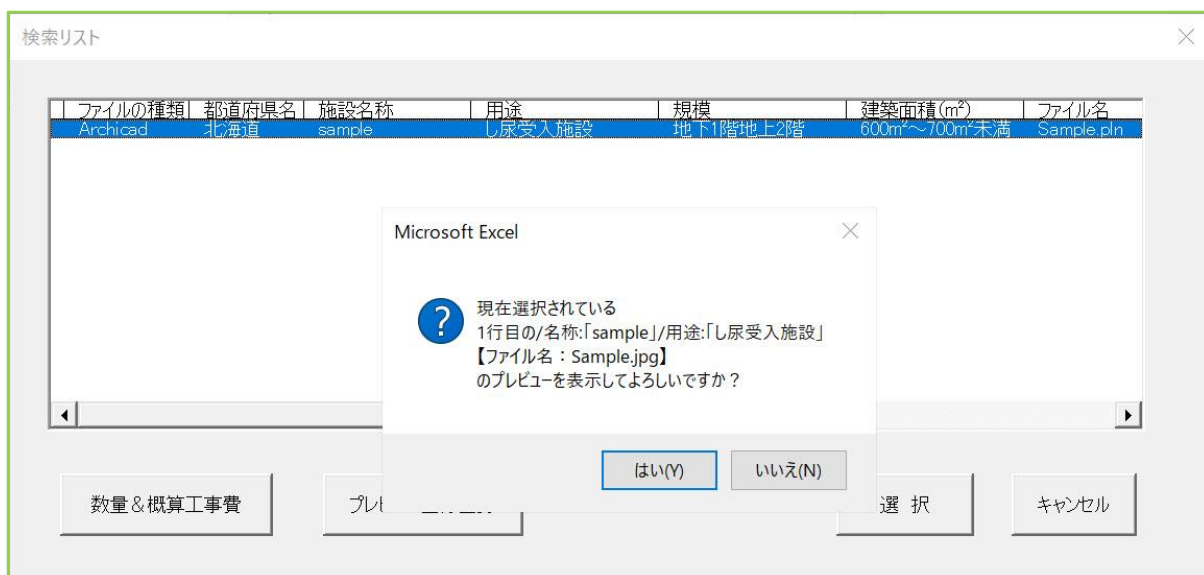 検索リスト
ファイルの種類 都道府県名 施設名称 用途 規模 建築面積(m²) ファイル名
Archicad 北海道 sample し尿受入施設 地下1階地上2階 600m²～700m²未満 Sample.pln
Microsoft Excel
現在選択されている
1行目の/名称:「sample」/用途:「し尿受入施設」
【ファイル名：Sample.jpg】
のプレビューを表示してよろしいですか？
はい(Y) いいえ(N)
数量＆概算工事費 プレビ 選 択 キャンセル